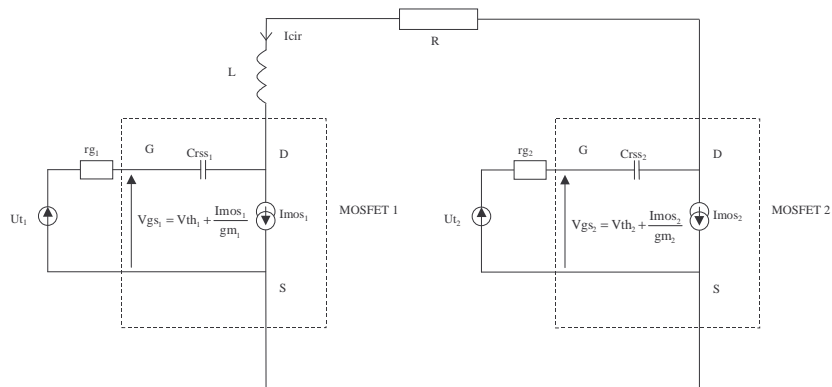 Icir
R
L
rg₁
G
Crss₁
D
Ut₁
Vgs₁ = Vth₁ + Imos₁/gm₁
Imos₁
MOSFET 1
S
rg₂
G
Crss₂
D
Ut₂
Vgs₂ = Vth₂ + Imos₂/gm₂
Imos₂
MOSFET 2
S